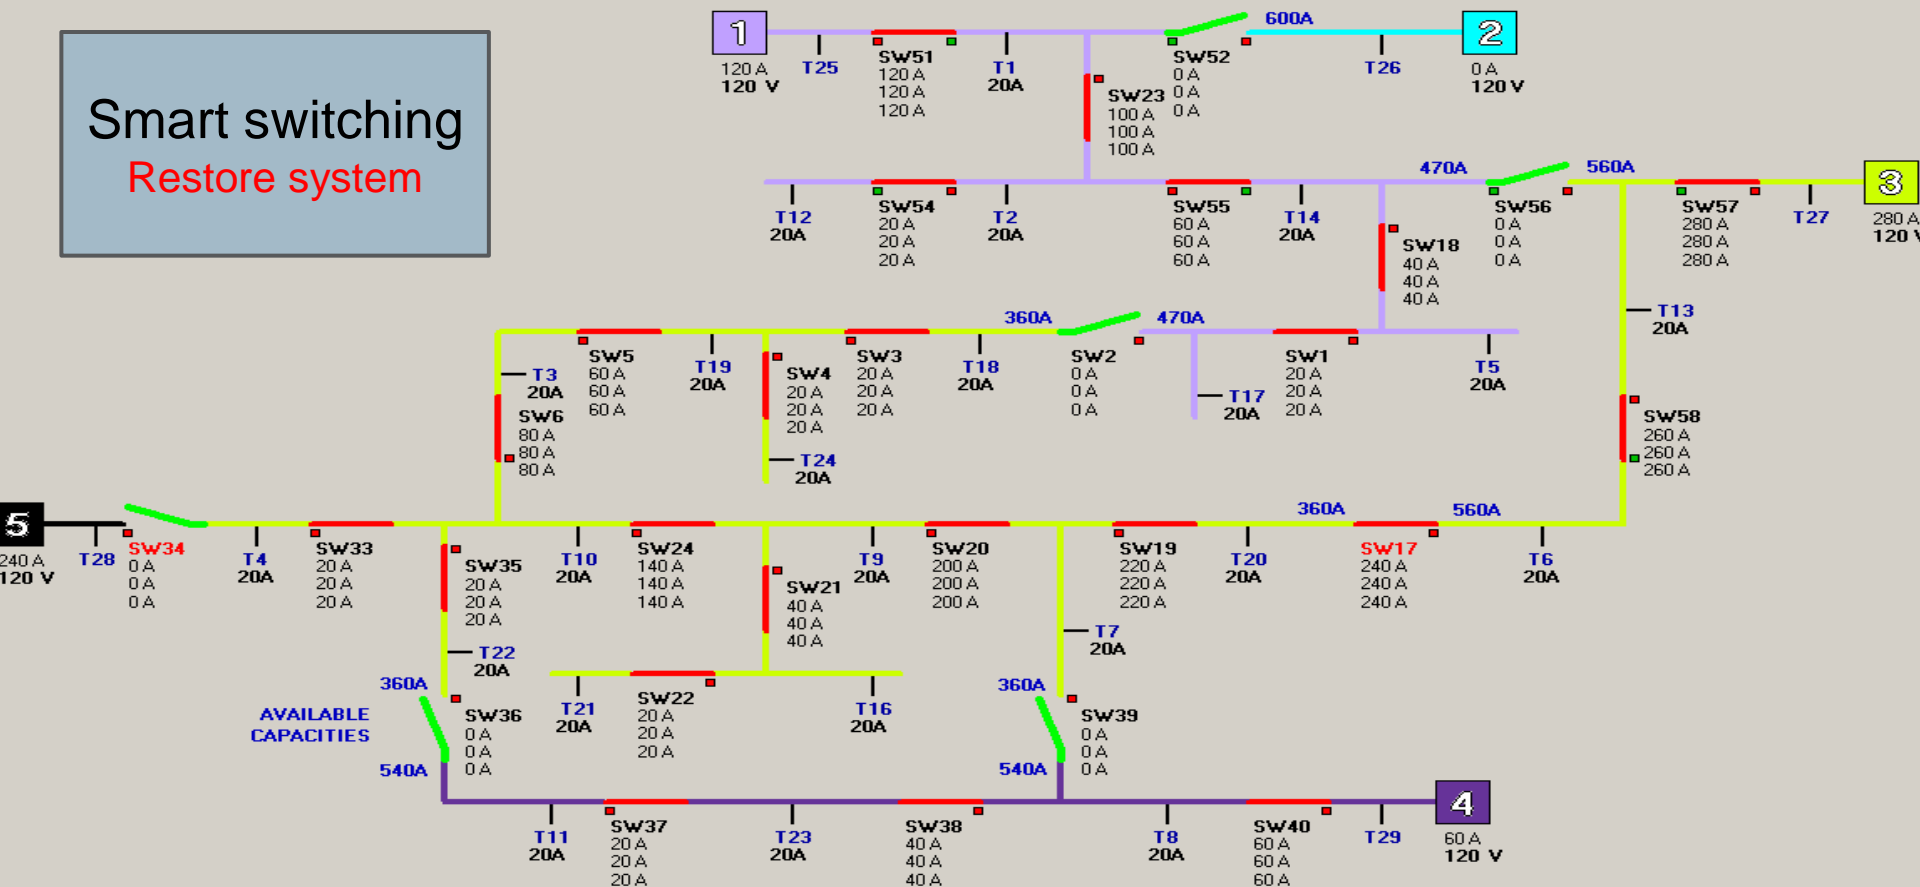 Smart switching
Restore system
1
120 A
120 V
T25
SW51
120 A
120 A
120 A
T1
20A
SW23
100 A
100 A
100 A
SW52
0 A
0 A
0 A
600A
T26
2
0 A
120 V
T12
20A
SW54
20 A
20 A
20 A
T2
20A
SW55
60 A
60 A
60 A
T14
20A
470A
SW18
40 A
40 A
40 A
SW56
0 A
0 A
0 A
560A
SW57
280 A
280 A
280 A
T27
3
280 A
120 V
T13
20A
T3
20A
SW6
80 A
80 A
80 A
SW5
60 A
60 A
60 A
T19
20A
SW4
20 A
20 A
20 A
T24
20A
SW3
20 A
20 A
20 A
T18
20A
360A
SW2
0 A
0 A
0 A
470A
T17
20A
SW1
20 A
20 A
20 A
T5
20A
SW58
260 A
260 A
260 A
5
240 A
120 V
T28
SW34
0 A
0 A
0 A
T4
20A
SW33
20 A
20 A
20 A
SW35
20 A
20 A
20 A
T10
20A
SW24
140 A
140 A
140 A
SW21
40 A
40 A
40 A
T9
20A
SW20
200 A
200 A
200 A
SW19
220 A
220 A
220 A
T20
20A
360A
SW17
240 A
240 A
240 A
560A
T6
20A
T22
20A
T7
20A
360A
AVAILABLE
CAPACITIES
540A
SW36
0 A
0 A
0 A
T21
20A
SW22
20 A
20 A
20 A
T16
20A
360A
540A
SW39
0 A
0 A
0 A
T11
20A
SW37
20 A
20 A
20 A
T23
20A
SW38
40 A
40 A
40 A
T8
20A
SW40
60 A
60 A
60 A
T29
4
60 A
120 V